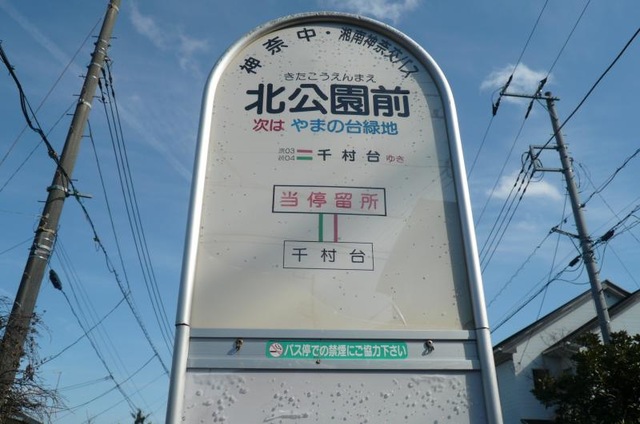 神奈中・湘南神奈交バス
きたこうえんまえ
北公園前
次は やまの台緑地
渋03
渋04 千村台 ゆき
当停留所
千村台
バス停での禁煙にご協力下さい